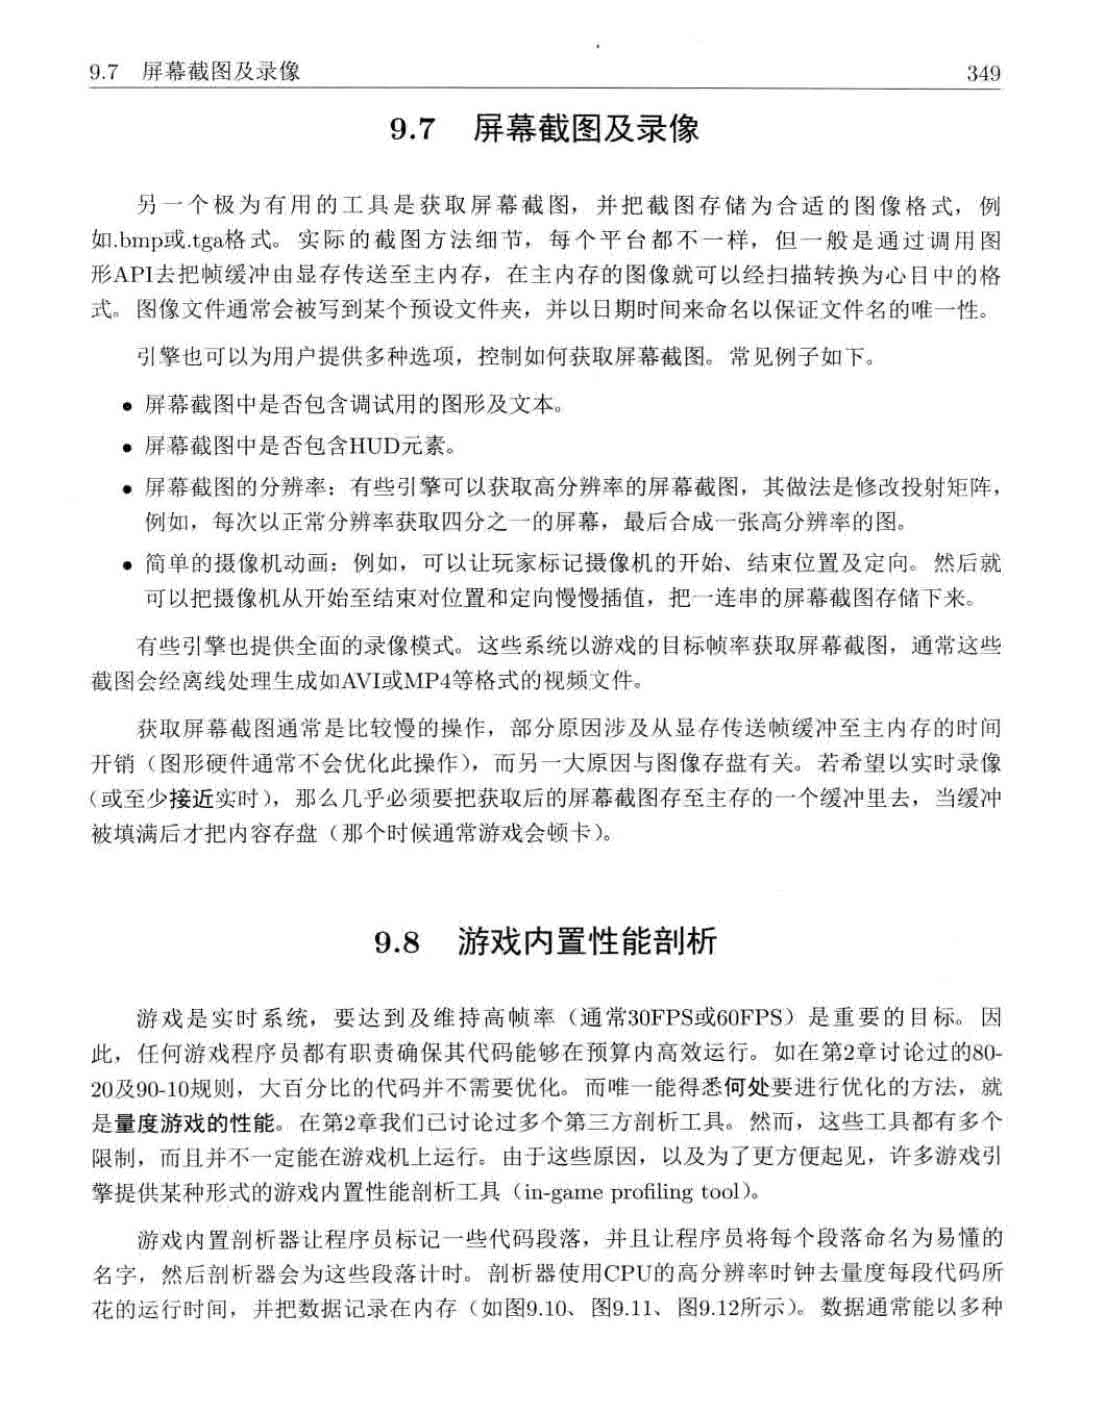 9.7 屏幕截图及录像 349
9.7 屏幕截图及录像
另一个极为有用的工具是获取屏幕截图，并把截图存储为合适的图像格式，例
如.bmp或.tga格式。实际的截图方法细节，每个平台都不一样，但一般是通过调用图
形API去把帧缓冲由显存传送至主内存，在主内存的图像就可以经扫描转换为心目中的格
式。图像文件通常会被写到某个预设文件夹，并以日期时间来命名以保证文件名的唯一性。
引擎也可以为用户提供多种选项，控制如何获取屏幕截图。常见例子如下。
● 屏幕截图中是否包含调试用的图形及文本。
● 屏幕截图中是否包含HUD元素。
● 屏幕截图的分辨率：有些引擎可以获取高分辨率的屏幕截图，其做法是修改投射矩阵，
例如，每次以正常分辨率获取四分之一的屏幕，最后合成一张高分辨率的图。
● 简单的摄像机动画：例如，可以让玩家标记摄像机的开始、结束位置及定向。然后就
可以把摄像机从开始至结束对位置和定向慢慢插值，把一连串的屏幕截图存储下来。
有些引擎也提供全面的录像模式。这些系统以游戏的目标帧率获取屏幕截图，通常这些
截图会经离线处理生成如AVI或MP4等格式的视频文件。
获取屏幕截图通常是比较慢的操作，部分原因涉及从显存传送帧缓冲至主内存的时间
开销（图形硬件通常不会优化此操作），而另一大原因与图像存盘有关。若希望以实时录像
（或至少接近实时），那么几乎必须要把获取后的屏幕截图存至主存的一个缓冲里去，当缓冲
被填满后才把内容存盘（那个时候通常游戏会顿卡）。
9.8 游戏内置性能剖析
游戏是实时系统，要达到及维持高帧率（通常30FPS或60FPS）是重要的目标。因
此，任何游戏程序员都有职责确保其代码能够在预算内高效运行。如在第2章讨论过的80-
20及90-10规则，大百分比的代码并不需要优化。而唯一能得悉何处要进行优化的方法，就
是量度游戏的性能。在第2章我们已讨论过多个第三方剖析工具。然而，这些工具都有多个
限制，而且并不一定能在游戏机上运行。由于这些原因，以及为了更方便起见，许多游戏引
擎提供某种形式的游戏内置性能剖析工具（in-game profiling tool）。
游戏内置剖析器让程序员标记一些代码段落，并且让程序员将每个段落命名为易懂的
名字，然后剖析器会为这些段落计时。剖析器使用CPU的高分辨率时钟去量度每段代码所
花的运行时间，并把数据记录在内存（如图9.10、图9.11、图9.12所示）。数据通常能以多种